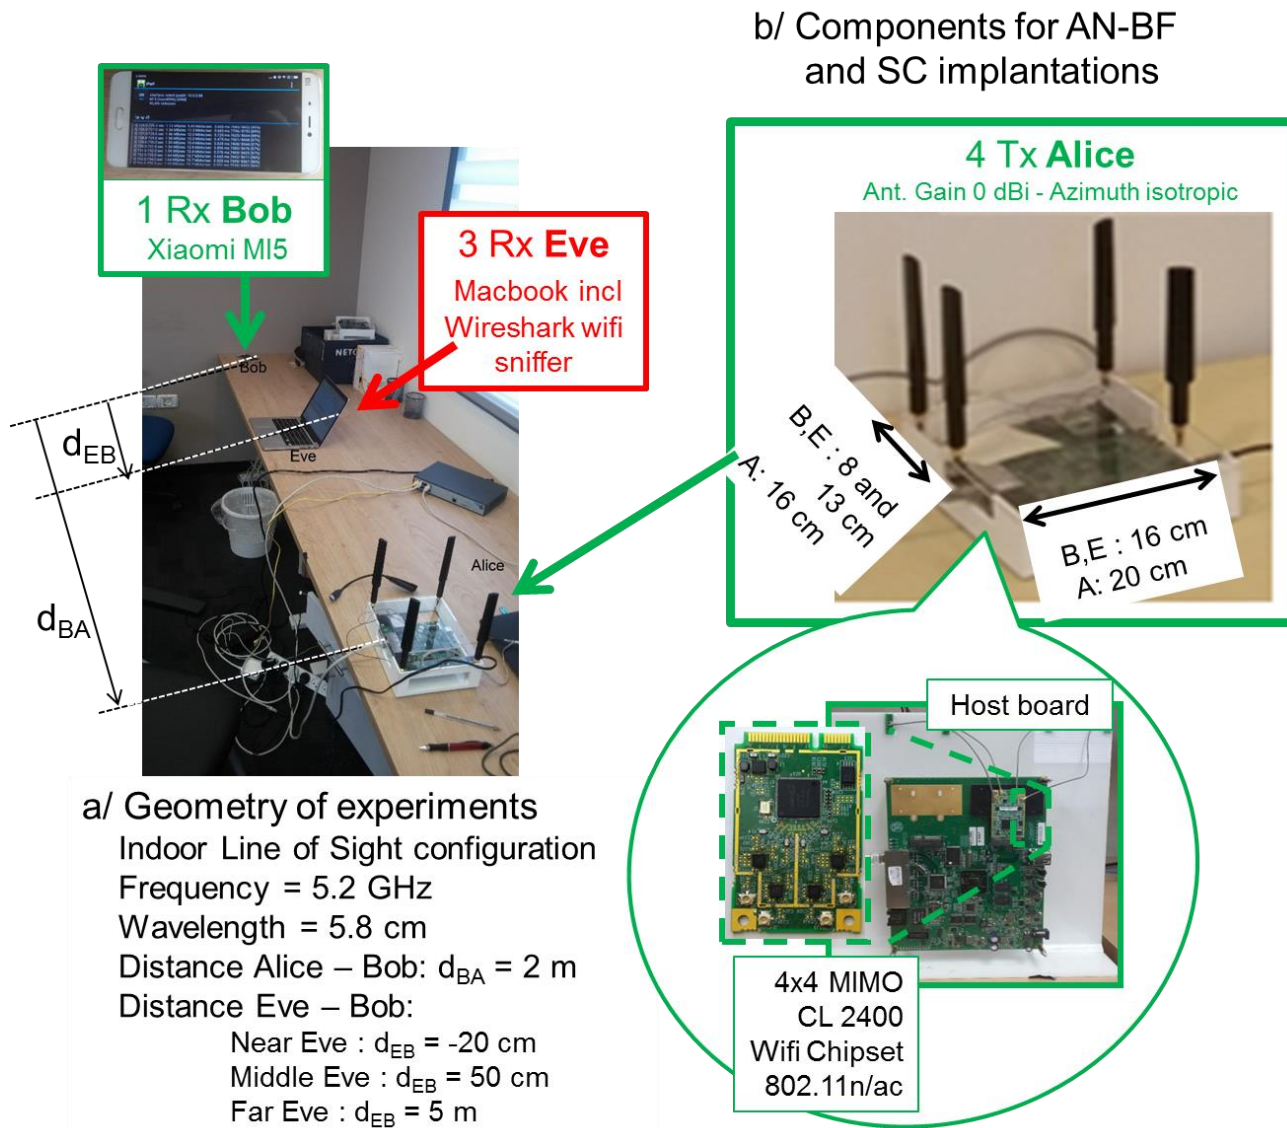 b/ Components for AN-BF
and SC implantations
1 Rx Bob
Xiaomi MI5
3 Rx Eve
Macbook incl
Wireshark wifi
sniffer
4 Tx Alice
Ant. Gain 0 dBi - Azimuth isotropic
B,E : 8 and
13 cm
A: 16 cm
B,E : 16 cm
A: 20 cm
Bob
NETG
Eve
Alice
dEB
dBA
Host board
4x4 MIMO
CL 2400
Wifi Chipset
802.11n/ac
a/ Geometry of experiments
Indoor Line of Sight configuration
Frequency = 5.2 GHz
Wavelength = 5.8 cm
Distance Alice – Bob: dBA = 2 m
Distance Eve – Bob:
Near Eve : dEB = -20 cm
Middle Eve : dEB = 50 cm
Far Eve : dEB = 5 m